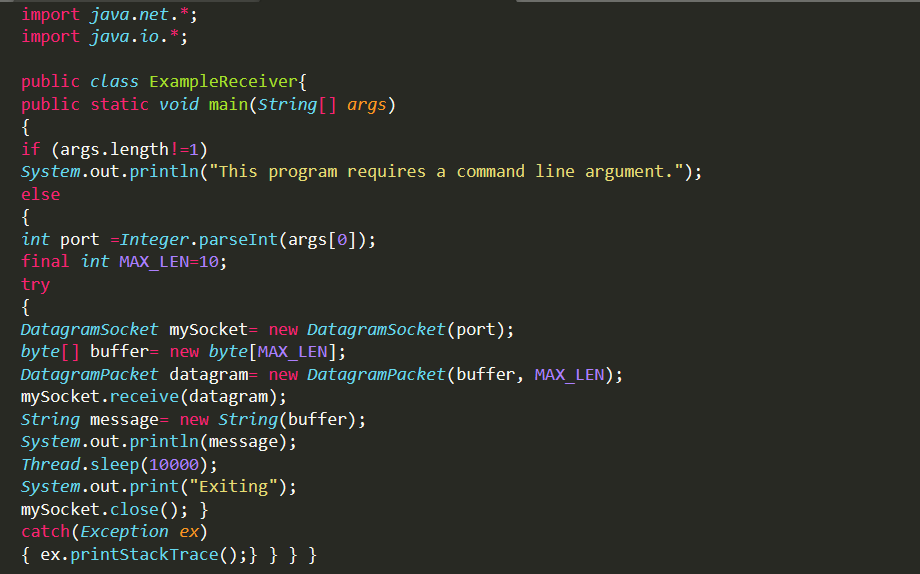 import java.net.*;
import java.io.*;

public class ExampleReceiver{
public static void main(String[] args)
{
if (args.length!=1)
System.out.println("This program requires a command line argument.");
else
{
int port =Integer.parseInt(args[0]);
final int MAX_LEN=10;
try
{
DatagramSocket mySocket= new DatagramSocket(port);
byte[] buffer= new byte[MAX_LEN];
DatagramPacket datagram= new DatagramPacket(buffer, MAX_LEN);
mySocket.receive(datagram);
String message= new String(buffer);
System.out.println(message);
Thread.sleep(10000);
System.out.print("Exiting");
mySocket.close(); }
catch(Exception ex)
{ ex.printStackTrace();} } } }